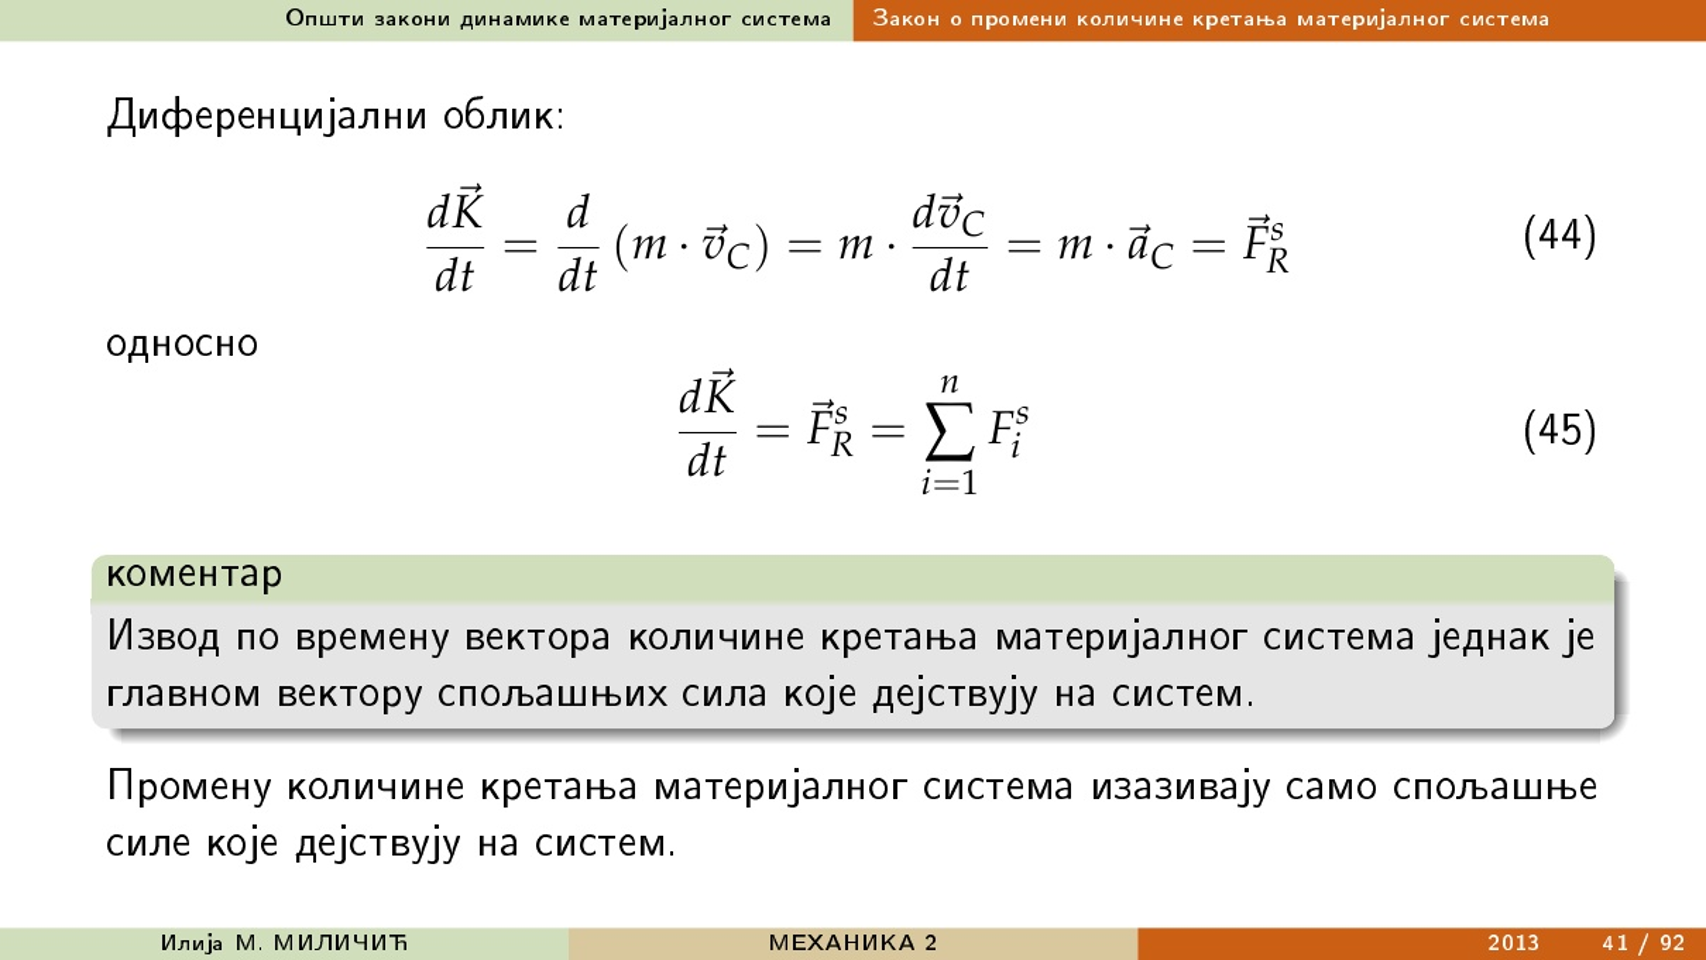 Општи закони динамике материјалног система Закон о промени количине кретања материјалног система
Диференцијални облик:
$\frac{d\vec{K}}{dt} = \frac{d}{dt}(m \cdot \vec{v}_C) = m \cdot \frac{d\vec{v}_C}{dt} = m \cdot \vec{a}_C = \vec{F}_R^s$ (44)
односно
$\frac{d\vec{K}}{dt} = \vec{F}_R^s = \sum_{i=1}^{n} F_i^s$ (45)
коментар
Извод по времену вектора количине кретања материјалног система једнак је
главном вектору спољашњих сила које дејствују на систем.
Промену количине кретања материјалног система изазивају само спољашње
силе које дејствују на систем.
Илија М. МИЛИЧИЋ МЕХАНИКА 2 2013 41 / 92